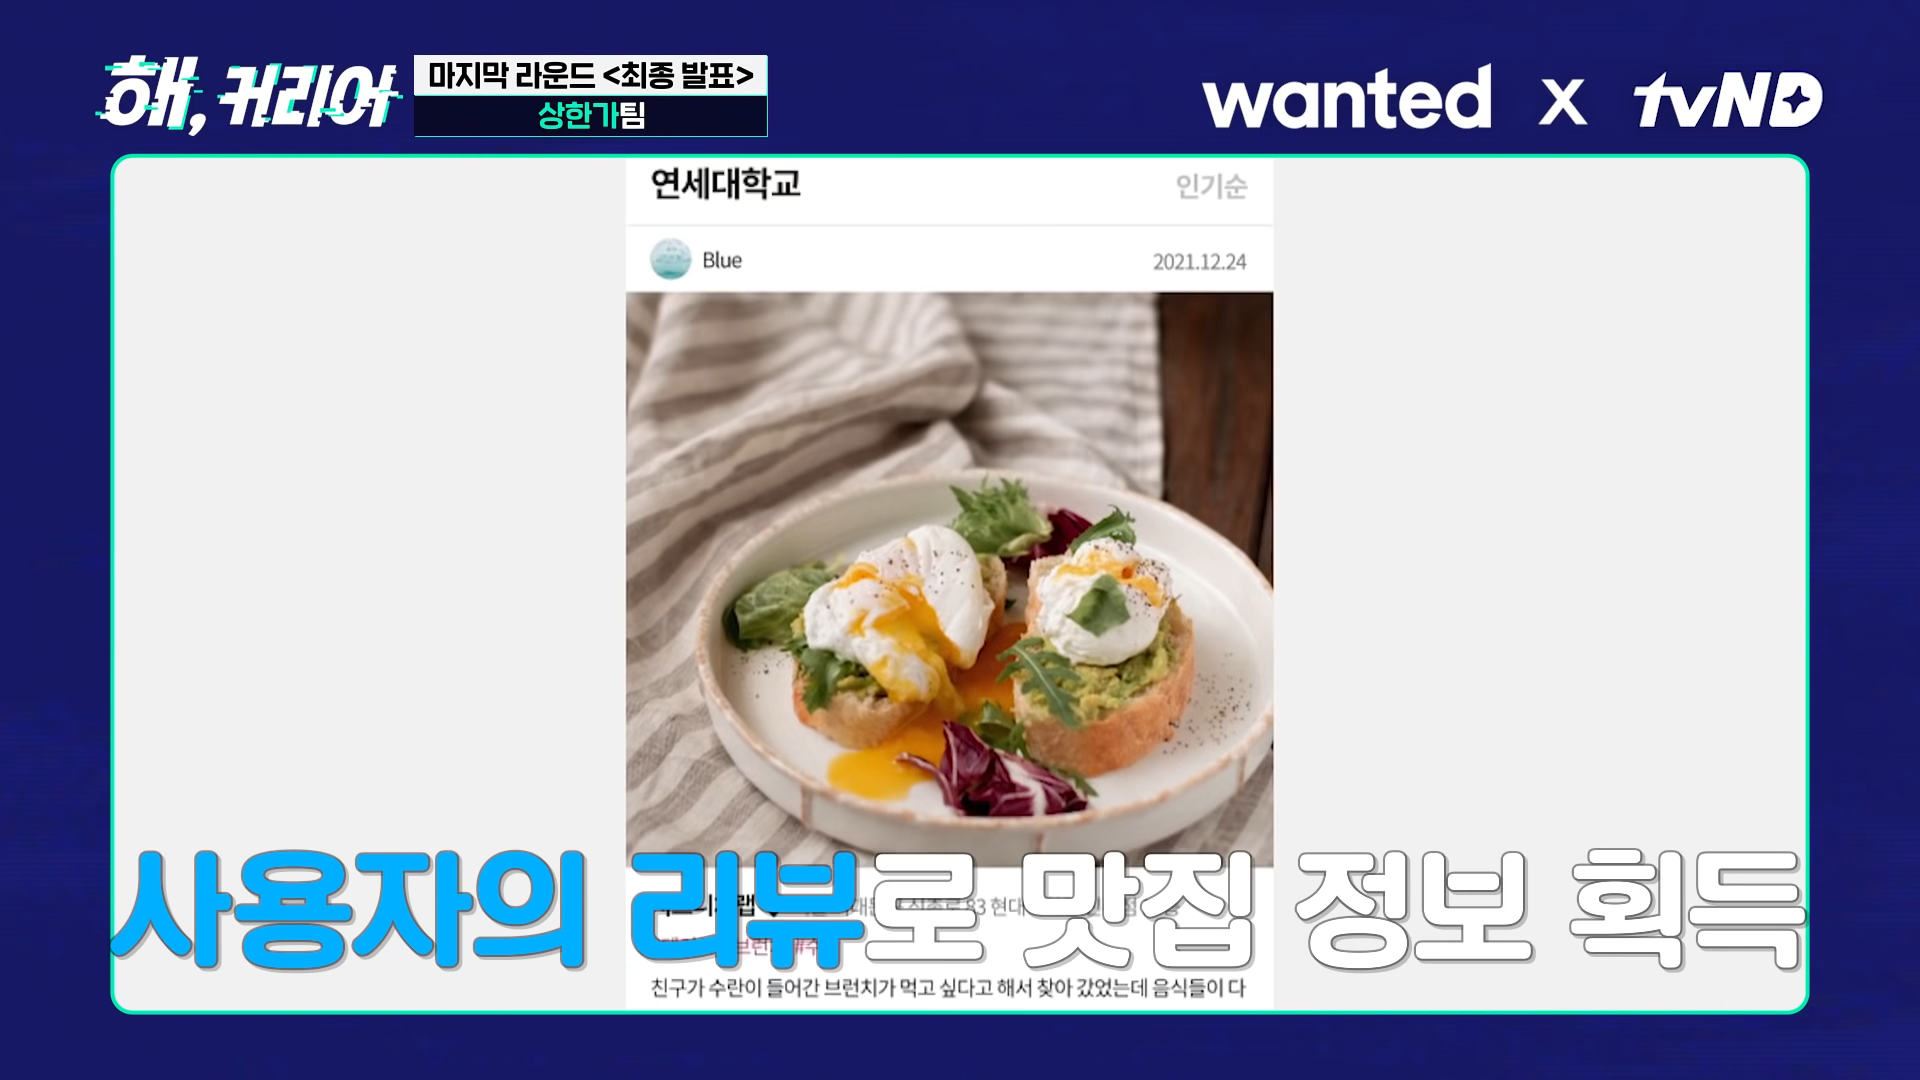 해, 커리어
마지막 라운드 <최종 발표>
상한가팀
wanted X tvND
연세대학교
인기순
Blue
2021.12.24
사용자의 리뷰로 맛집 정보 획득
83 현대
친구가 수란이 들어간 브런치가 먹고 싶다고 해서 찾아 갔었는데 음식들이 다